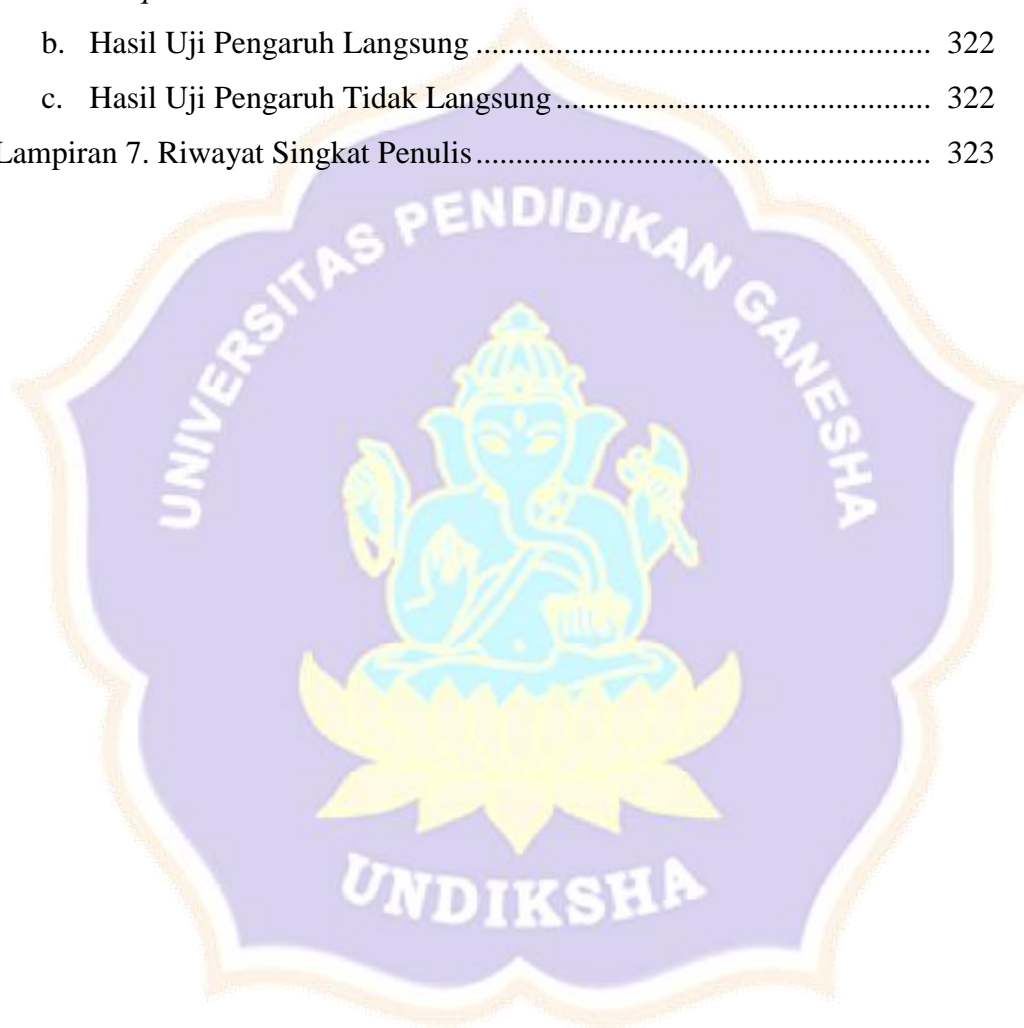 b. Hasil Uji Pengaruh Langsung ........................................................ 322
c. Hasil Uji Pengaruh Tidak Langsung .............................................. 322
Lampiran 7. Riwayat Singkat Penulis ........................................................ 323
UNIVERSITAS PENDIDIKAN GANESHA
UNDIKSHA